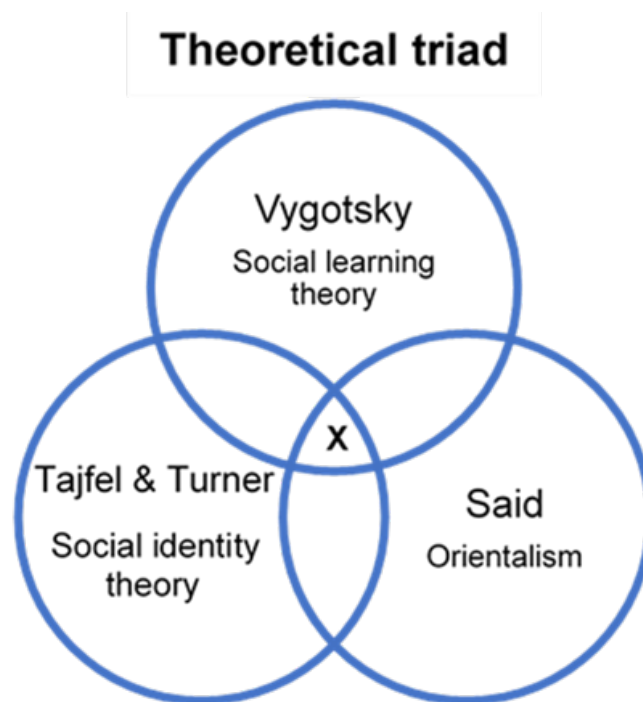 Theoretical triad
Vygotsky
Social learning
theory
X
Tajfel & Turner
Social identity
theory
Said
Orientalism